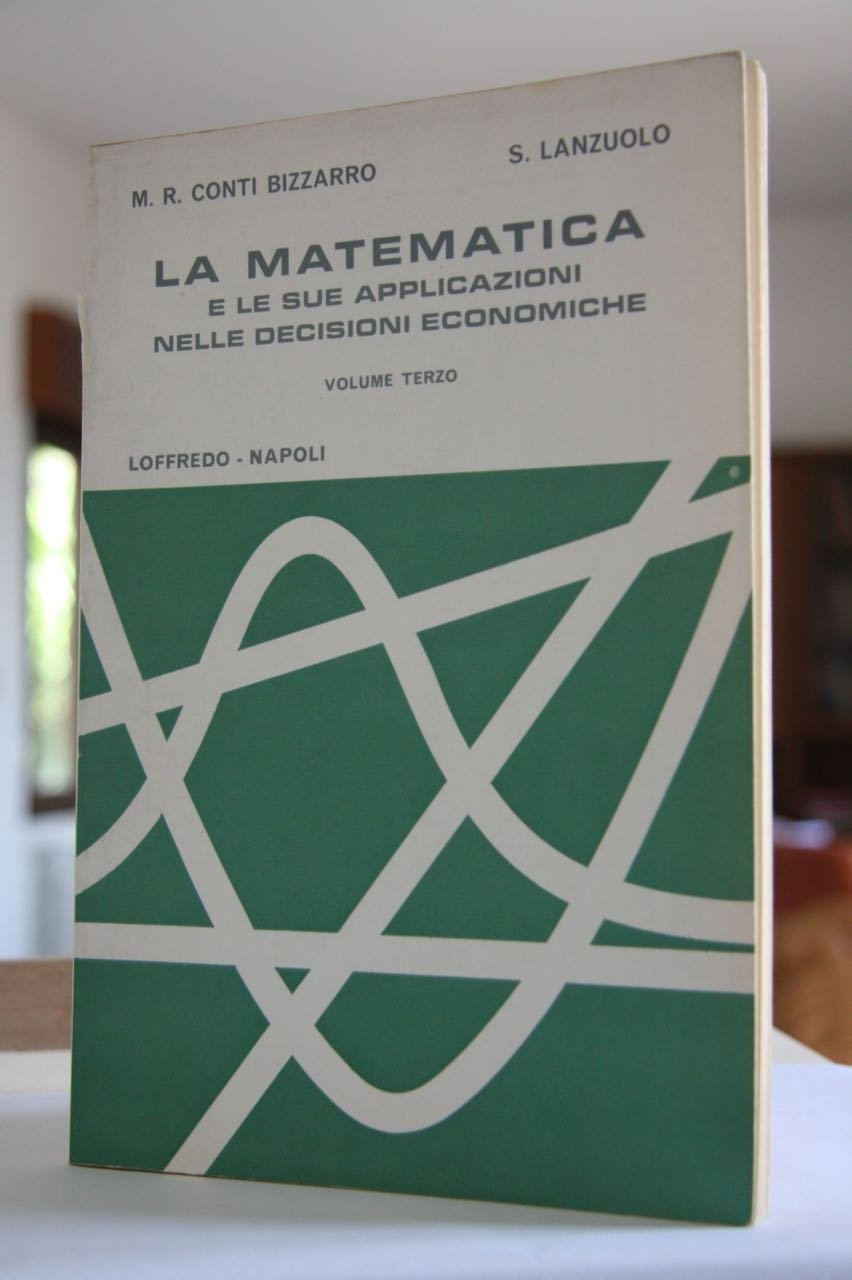 M. R. CONTI BIZZARRO
S. LANZUOLO
LA MATEMATICA
E LE SUE APPLICAZIONI
NELLE DECISIONI ECONOMICHE
VOLUME TERZO
LOFFREDO - NAPOLI